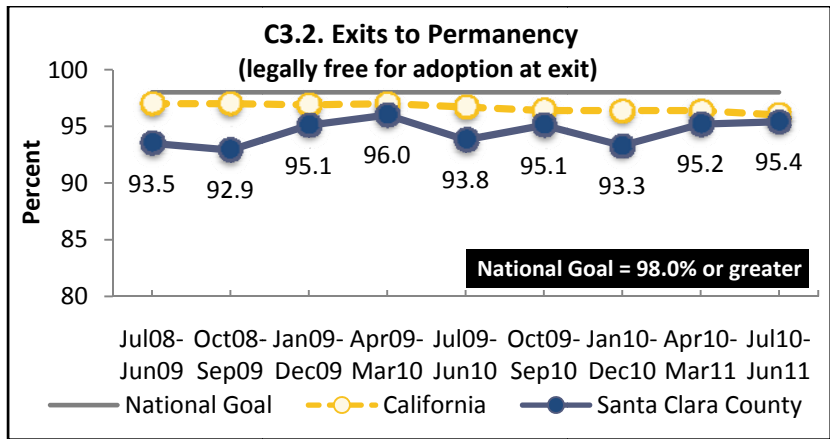 C3.2. Exits to Permanency
(legally free for adoption at exit)
Percent
100
95
90
85
80
93.5
92.9
95.1
96.0
93.8
95.1
93.3
95.2
95.4
National Goal = 98.0% or greater
Jul08- Oct08- Jan09- Apr09- Jul09- Oct09- Jan10- Apr10- Jul10-
Jun09 Sep09 Dec09 Mar10 Jun10 Sep10 Dec10 Mar11 Jun11
National Goal California Santa Clara County